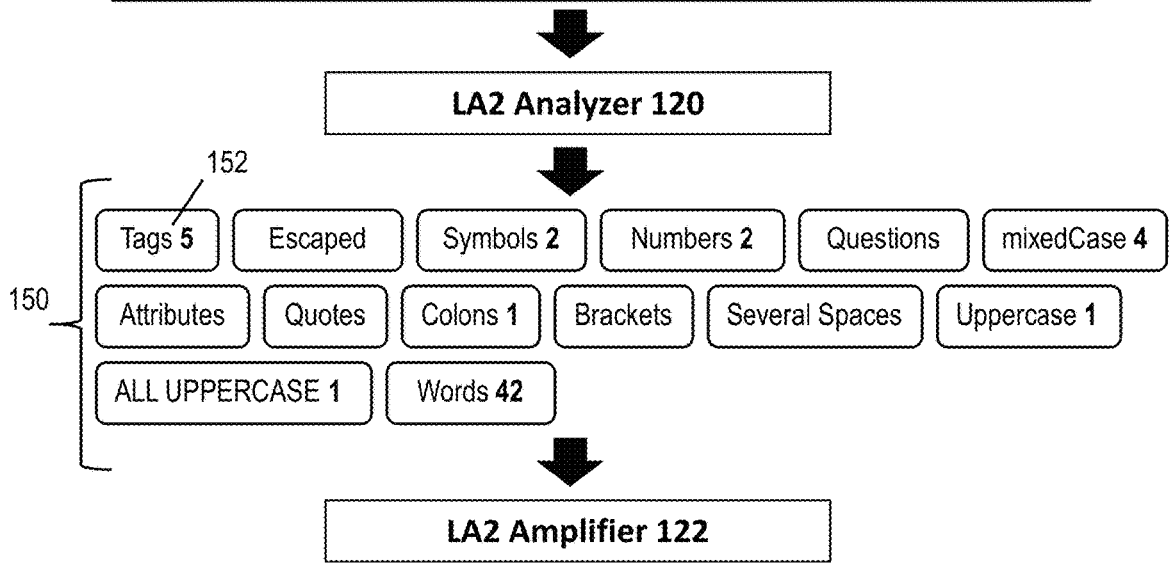 LA2 Analyzer 120
152
Tags 5 Escaped Symbols 2 Numbers 2 Questions mixedCase 4
150
Attributes Quotes Colons 1 Brackets Several Spaces Uppercase 1
ALL UPPERCASE 1 Words 42
LA2 Amplifier 122